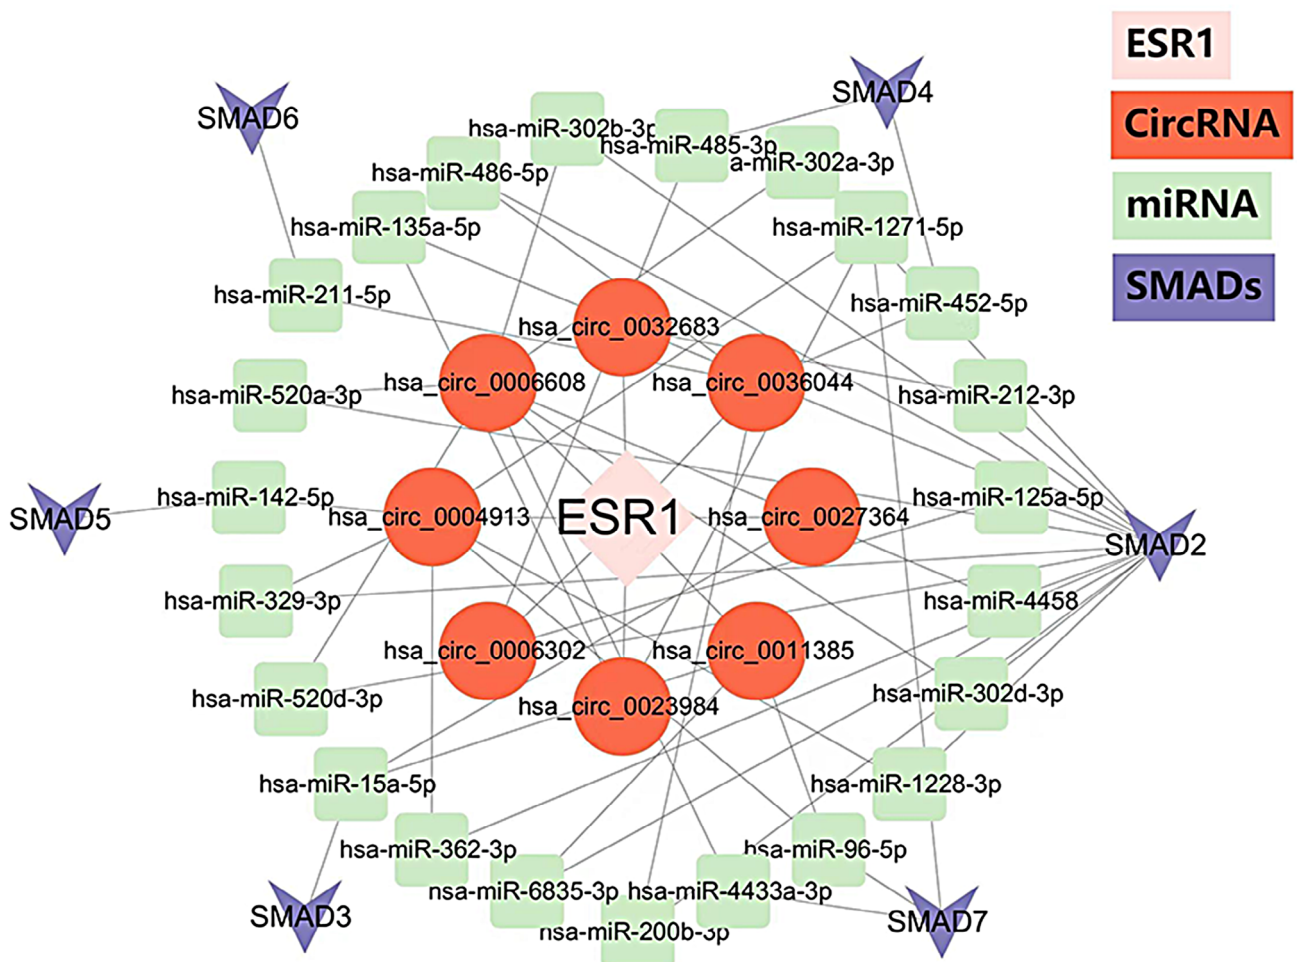 ESR1
CircRNA
miRNA
SMADs
SMAD6
SMAD4
hsa-miR-302b-3p
hsa-miR-485-3p
a-miR-302a-3p
hsa-miR-486-5p
hsa-miR-135a-5p
hsa-miR-1271-5p
hsa-miR-211-5p
hsa-miR-452-5p
hsa_circ_0032683
hsa_circ_0006608
hsa_circ_0036044
hsa-miR-520a-3p
hsa-miR-212-3p
hsa-miR-142-5p
hsa-miR-125a-5p
SMAD5
hsa_circ_0004913
ESR1
hsa_circ_0027364
SMAD2
hsa-miR-329-3p
hsa-miR-4458
hsa_circ_0006302
hsa_circ_0011385
hsa-miR-520d-3p
hsa_circ_0023984
hsa-miR-302d-3p
hsa-miR-15a-5p
hsa-miR-1228-3p
hsa-miR-362-3p
hsa-miR-96-5p
hsa-miR-6835-3p
hsa-miR-4433a-3p
SMAD3
SMAD7
hsa-miR-200b-3p